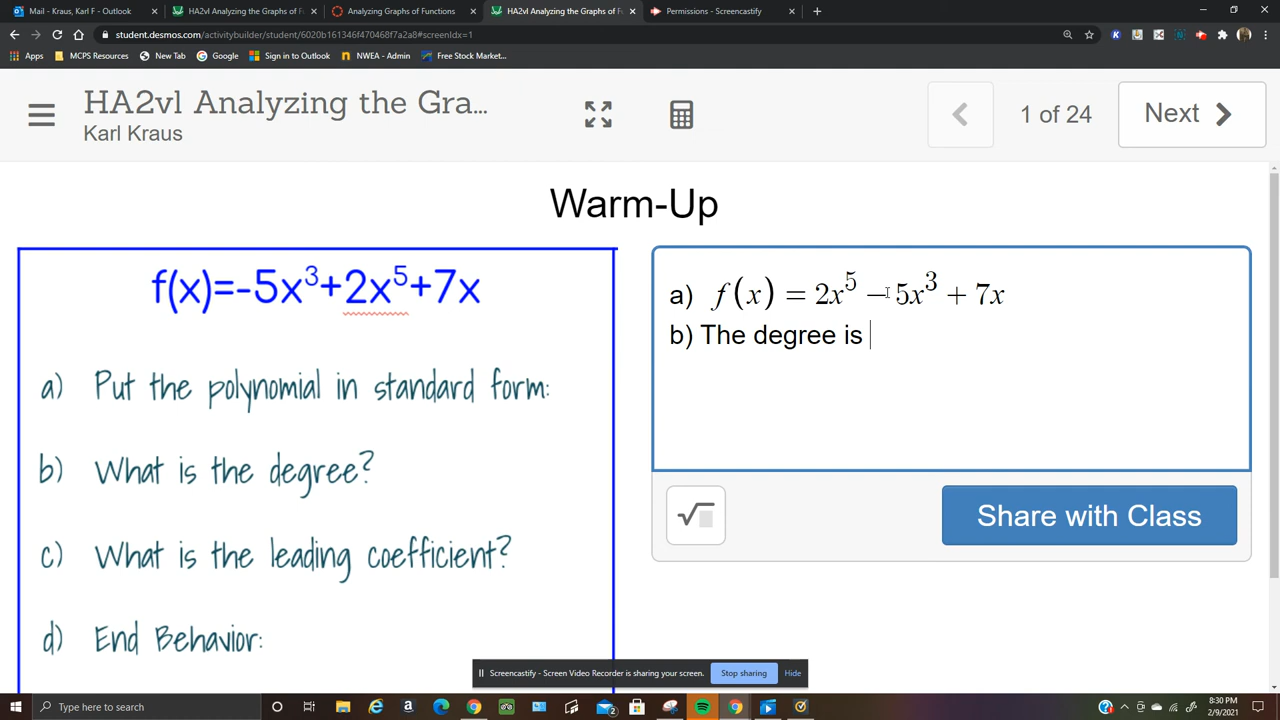 Mail - Kraus, Karl F - Outlook
HA2vl Analyzing the Graphs of F
Analyzing Graphs of Functions
HA2vl Analyzing the Graphs of F
Permissions - Screencastify
student.desmos.com/activitybuilder/student/6020b161346f470468f7a2a8#screenIdx=1
Apps
MCPS Resources
New Tab
Google
Sign in to Outlook
NWEA - Admin
Free Stock Market...
HA2vl Analyzing the Gra...
Karl Kraus
1 of 24
Next
Warm-Up
f(x)=-5x³+2x⁵+7x
a) Put the polynomial in standard form:
b) What is the degree?
c) What is the leading coefficient?
d) End Behavior:
a) f(x) = 2x⁵ − 5x³ + 7x
b) The degree is
Share with Class
Screencastify - Screen Video Recorder is sharing your screen.
Stop sharing
Hide
Type here to search
8:30 PM
2/9/2021